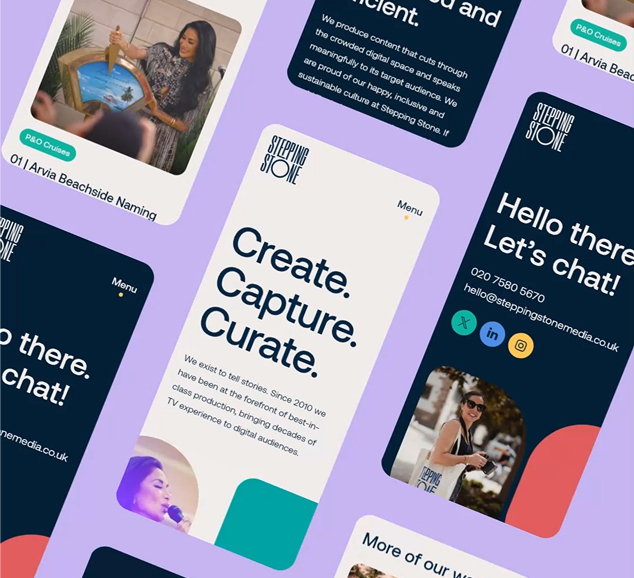 P&O Cruises
01 | Arvia Beachside Naming
and
We produce content that cuts through
the crowded digital space and speaks
meaningfully to its target audience. We
are proud of our happy, inclusive and
sustainable culture at Stepping Stone. If
P&O Cruises
01 | Arvia Beac
STEPPING
STONE
Menu
Create.
Capture.
Curate.
We exist to tell stories. Since 2010 we
have been at the forefront of best-in-
class production, bringing decades of
TV experience to digital audiences.
STEPPING
STONE
Hello there
Let's chat!
020 7580 5670
hello@steppingstonemedia.co.uk
in
STEPPING
STONE
Menu
o there.
chat!
nemedia.co.uk
More of our w